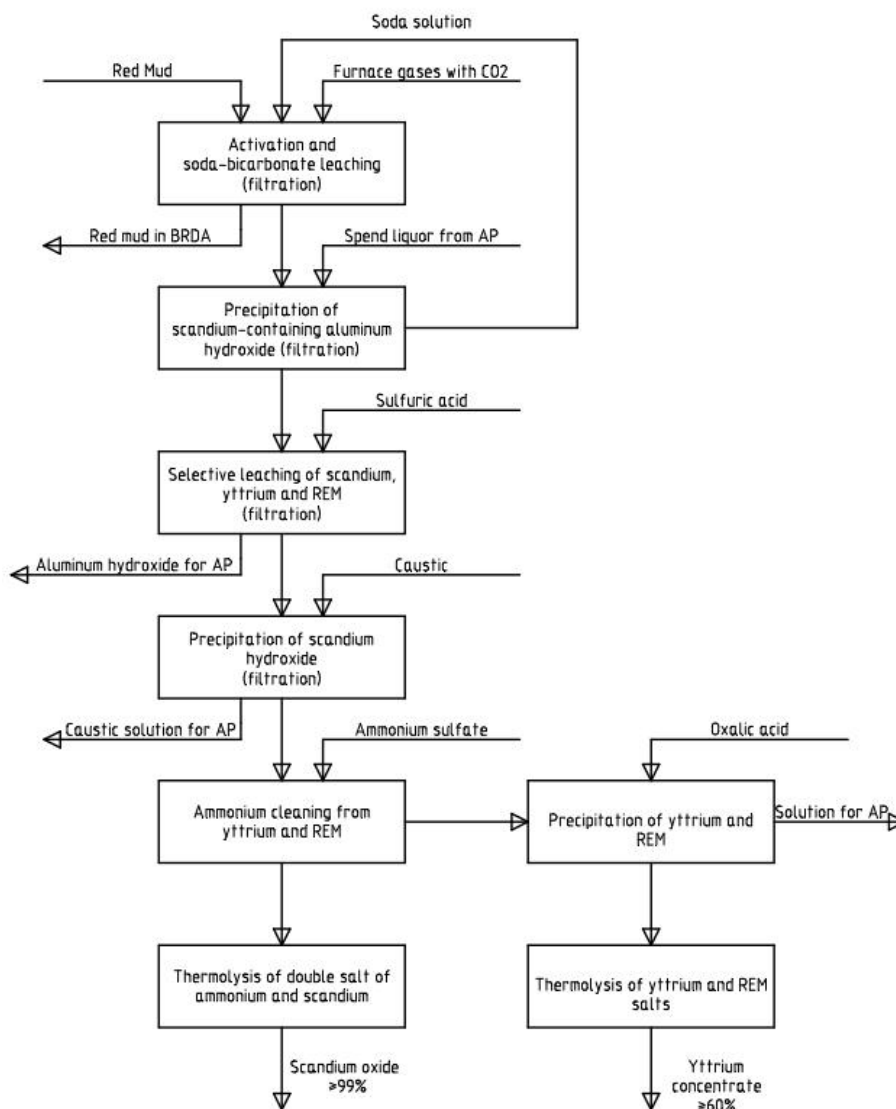 Soda solution
Red Mud
Furnace gases with CO2
Activation and
soda-bicarbonate leaching
(filtration)
Red mud in BRDA
Spend liquor from AP
Precipitation of
scandium-containing aluminum
hydroxide (filtration)
Sulfuric acid
Selective leaching of scandium,
yttrium and REM
(filtration)
Aluminum hydroxide for AP
Caustic
Precipitation of scandium
hydroxide
(filtration)
Caustic solution for AP
Ammonium sulfate
Oxalic acid
Ammonium cleaning from
yttrium and REM
Precipitation of yttrium and
REM
Solution for AP
Thermolysis of double salt of
ammonium and scandium
Thermolysis of yttrium and REM
salts
Scandium oxide
≥99%
Yttrium
concentrate
≥60%